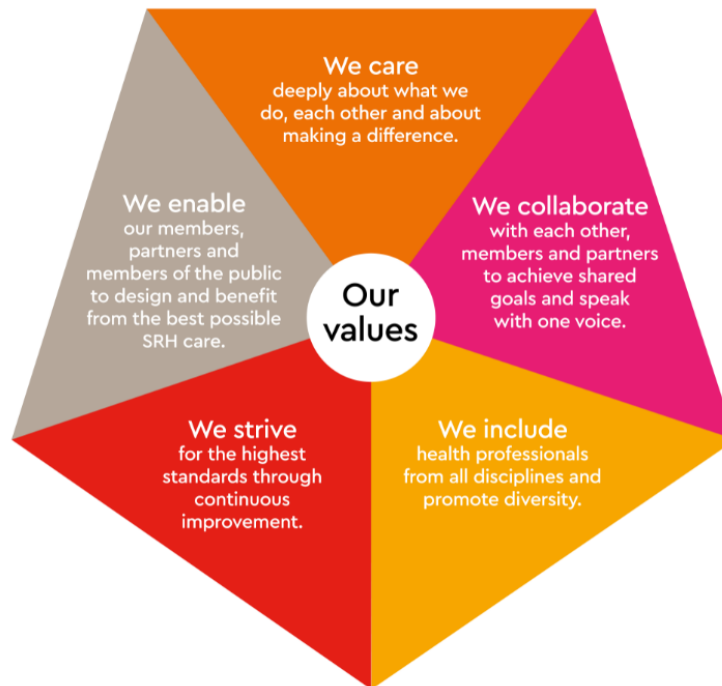 We care
deeply about what we
do, each other and about
making a difference.
We collaborate
with each other,
members and partners
to achieve shared
goals and speak
with one voice.
We include
health professionals
from all disciplines and
promote diversity.
We strive
for the highest
standards through
continuous
improvement.
We enable
our members,
partners and
members of the public
to design and benefit
from the best possible
SRH care.
Our
values